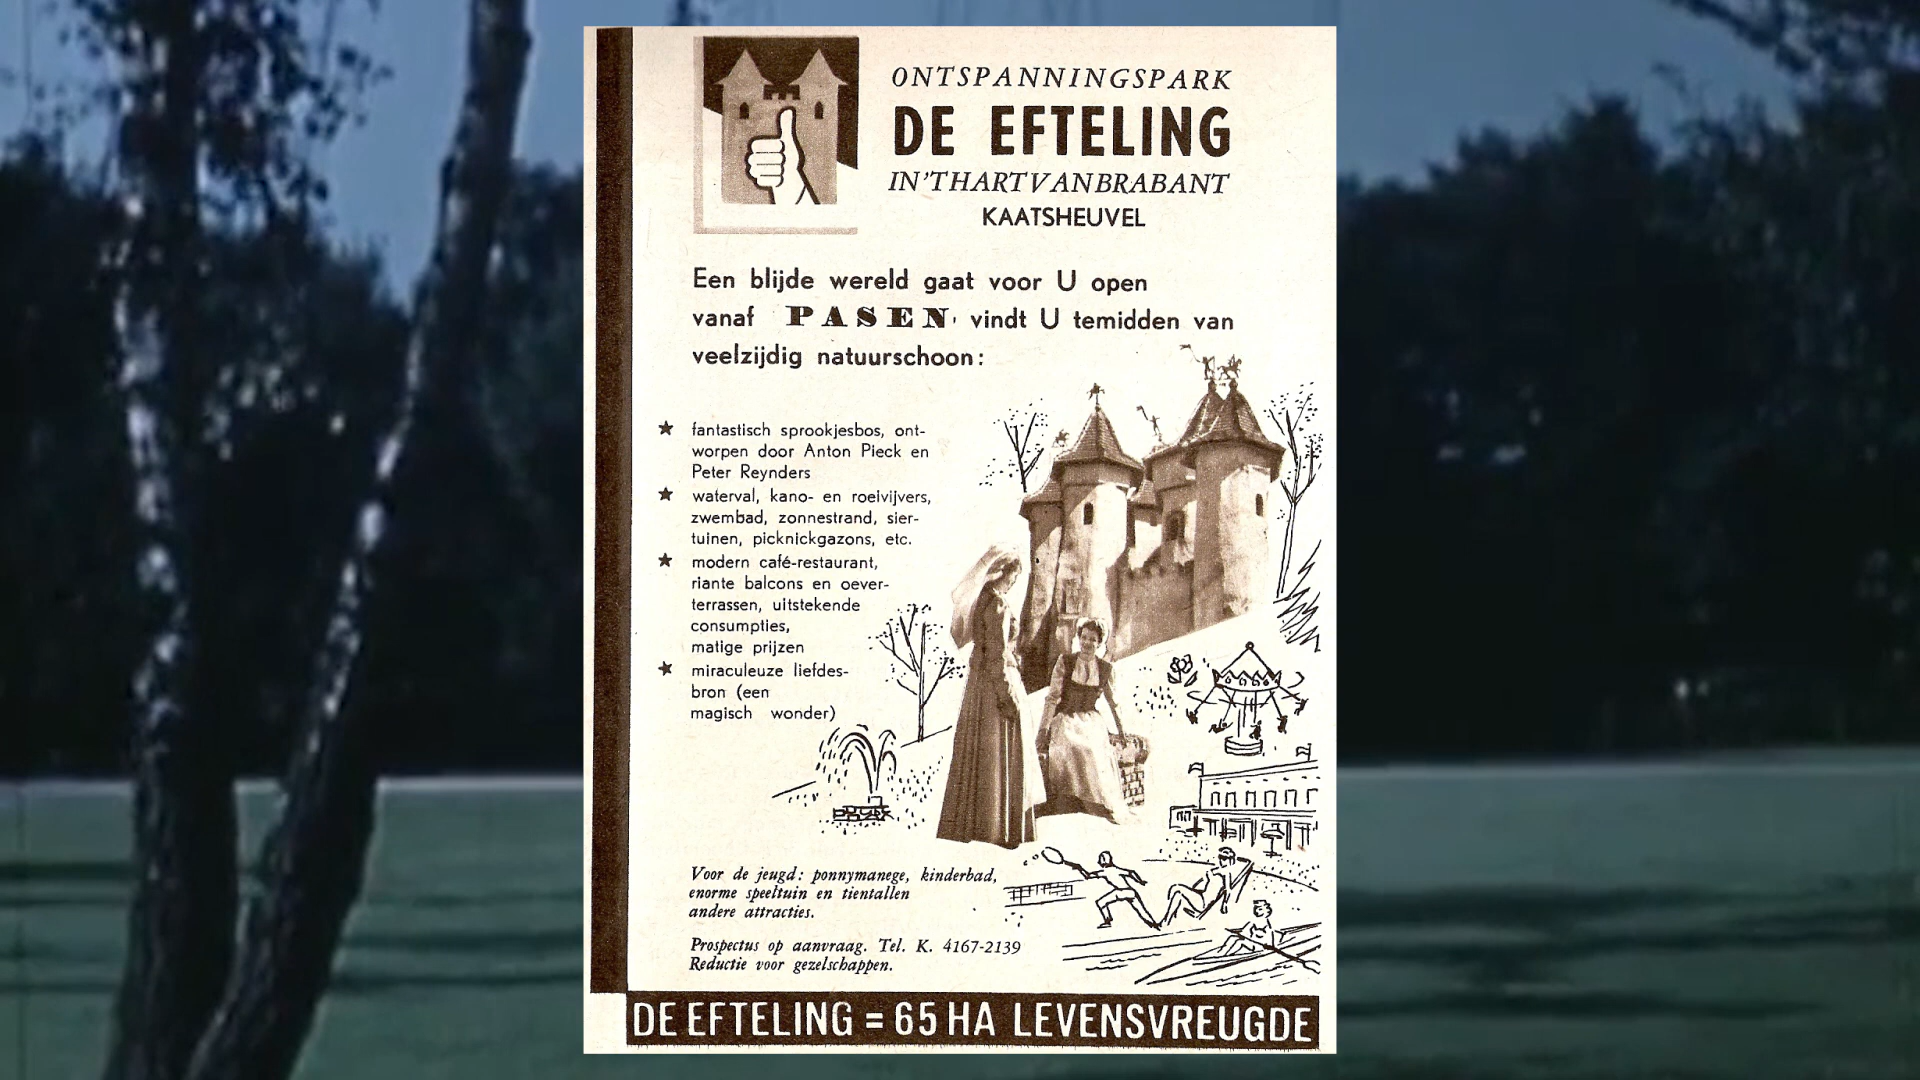 ONTSPANNINGSPARK
DE EFTELING
IN 'T HART VAN BRABANT
KAATSHEUVEL
Een blijde wereld gaat voor U open
vanaf PASEN, vindt U temidden van
veelzijdig natuurschoon:
★ fantastisch sprookjesbos, ont-
worpen door Anton Pieck en
Peter Reynders
★ waterval, kano- en roeivijvers,
zwembad, zonnestrand, sier-
tuinen, picknickgazons, etc.
★ modern café-restaurant,
riante balcons en oever-
terrassen, uitstekende
consumpties,
matige prijzen
★ miraculeuze liefdes-
bron (een
magisch wonder)
Voor de jeugd: ponnymanege, kinderbad,
enorme speeltuin en tientallen
andere attracties.
Prospectus op aanvraag. Tel. K. 4167-2139
Reductie voor gezelschappen.
DE EFTELING = 65 HA LEVENSVREUGDE